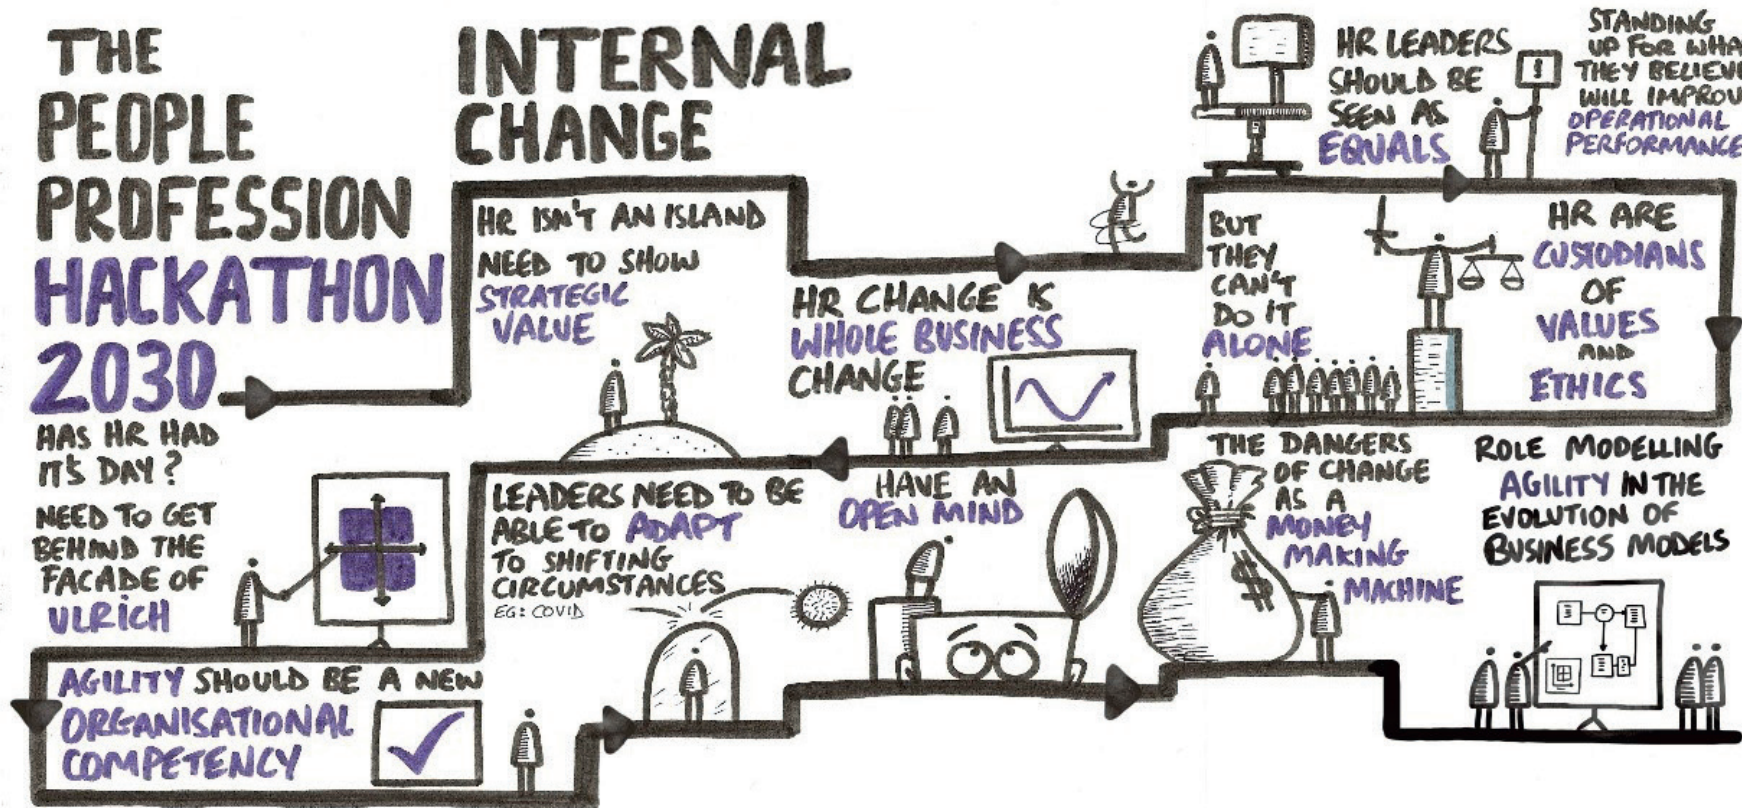 THE
PEOPLE
PROFESSION
HACKATHON
2030
INTERNAL
CHANGE
HR ISN'T AN ISLAND
NEED TO SHOW
STRATEGIC
VALUE
HR CHANGE IS
WHOLE BUSINESS
CHANGE
HR LEADERS
SHOULD BE
SEEN AS
EQUALS
STANDING
UP FOR WHA
THEY BELIEVE
WILL IMPROV
OPERATIONAL
PERFORMANCE
BUT
THEY
CAN'T
DO IT
ALONE
HR ARE
CUSTODIANS
OF
VALUES
AND
ETHICS
HAS HR HAD
IT'S DAY?
NEED TO GET
BEHIND THE
FACADE OF
ULRICH
AGILITY SHOULD BE A NEW
ORGANISATIONAL
COMPETENCY
LEADERS NEED TO BE
ABLE TO ADAPT
TO SHIFTING
CIRCUMSTANCES
EG: COVID
HAVE AN
OPEN MIND
THE DANGERS
OF CHANGE
AS A
MONEY
MAKING
MACHINE
$
ROLE MODELLING
AGILITY IN THE
EVOLUTION OF
BUSINESS MODELS